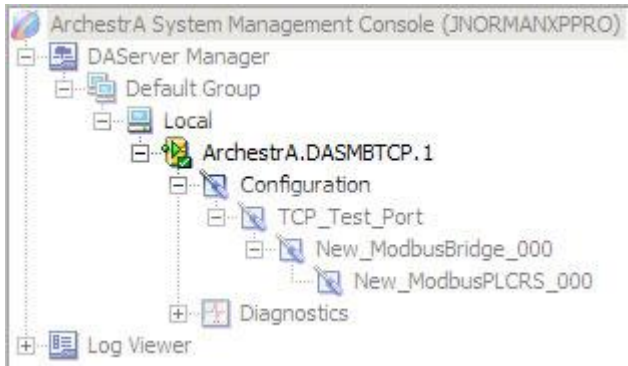 ArchestrA System Management Console (JNORMANXPPRO)
DAServer Manager
Default Group
Local
ArchestrA.DASMBTCP.1
Configuration
TCP_Test_Port
New_ModbusBridge_000
New_ModbusPLCRS_000
Diagnostics
Log Viewer